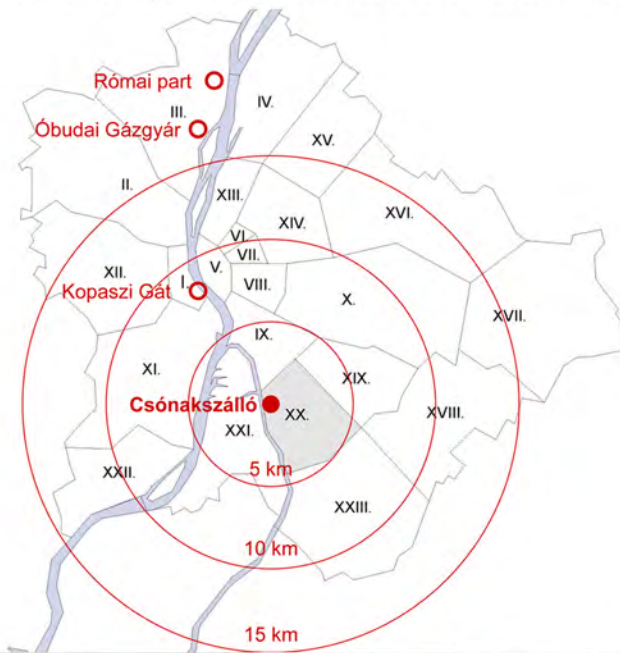 Római part
III.
IV.
Óbudai Gázgyár
XV.
II.
XIII.
XVI.
XIV.
VI.
VII.
V.
XII.
I.
VIII.
Kopaszi Gát
X.
XVII.
IX.
XI.
XIX.
Csónakszálló
XX.
XVIII.
XXI.
XXII.
5 km
XXIII.
10 km
15 km